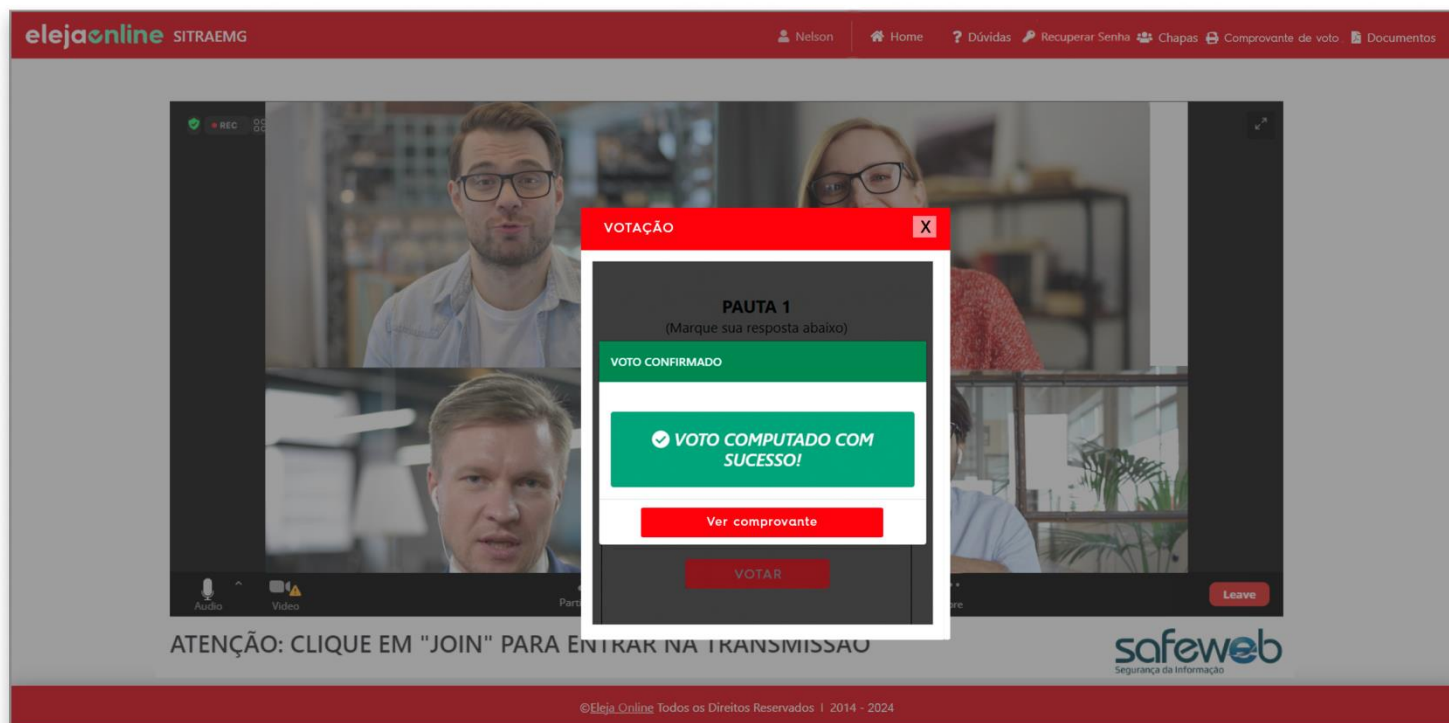 elejaonline SITRAEMG
Nelson Home ? Dúvidas Recuperar Senha Chapas Comprovante de voto Documentos
REC
VOTAÇÃO X
PAUTA 1
(Marque sua resposta abaixo)
VOTO CONFIRMADO
VOTO COMPUTADO COM
SUCESSO!
Ver comprovante
VOTAR
Audio Video Leave
ATENÇÃO: CLIQUE EM "JOIN" PARA ENTRAR NA TRANSMISSÃO
safeweb
Segurança da Informação
©Eleja Online Todos os Direitos Reservados | 2014 - 2024